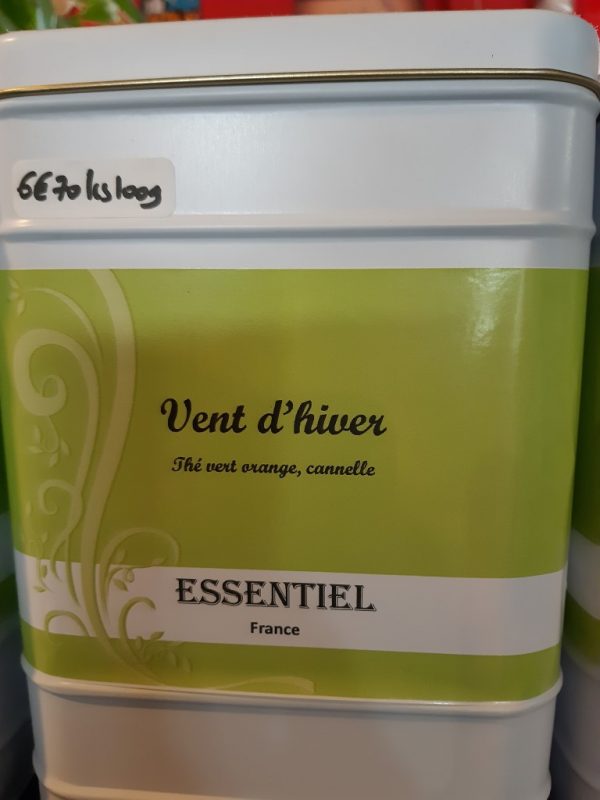 6€70 les 100g
Vent d'hiver
Thé vert orange, cannelle
ESSENTIEL
France